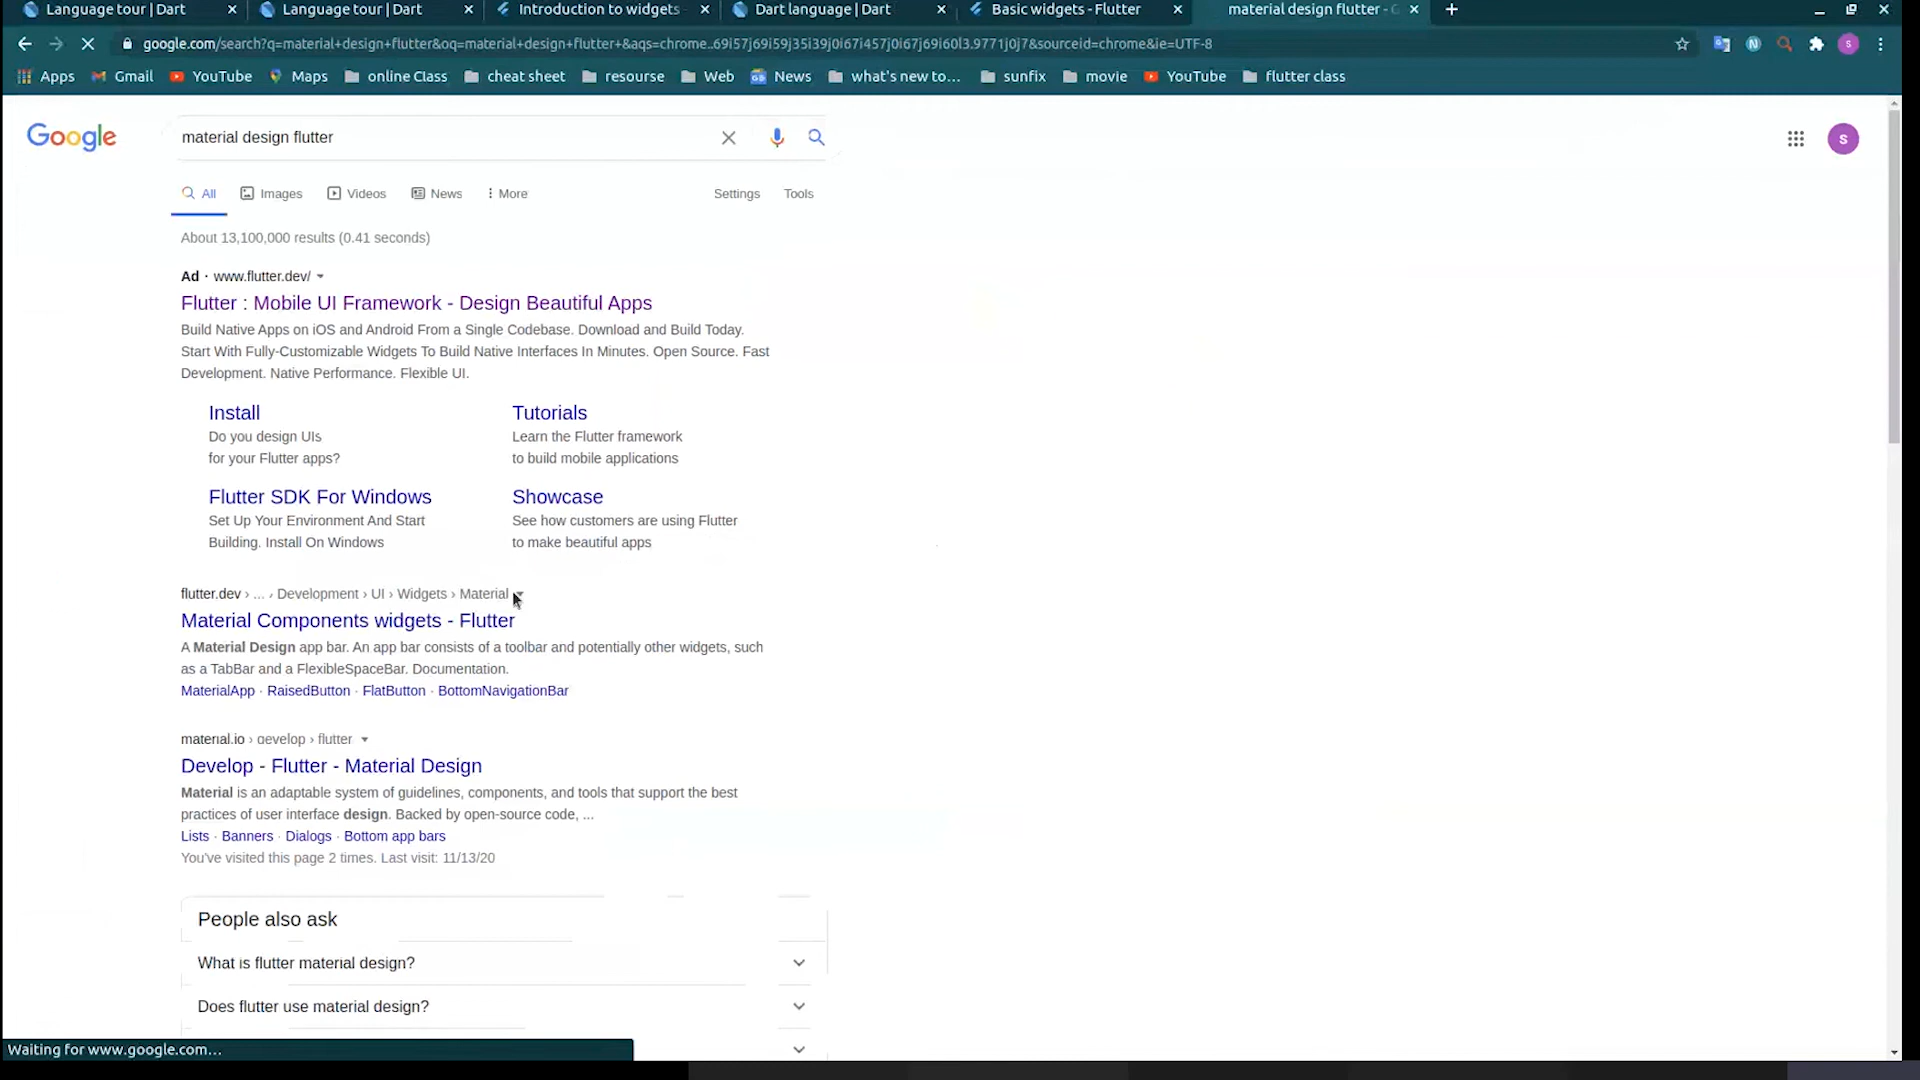 Language tour | Dart
Language tour | Dart
Introduction to widgets
Dart language | Dart
Basic widgets - Flutter
material design flutter -
google.com/search?q=material+design+flutter&oq=material+design+flutter+&aqs=chrome..69i57j69i59j35i39j0i67i457j0i67j69i60l3.9771j0j7&sourceid=chrome&ie=UTF-8
N
S
Apps
Gmail
YouTube
Maps
online Class
cheat sheet
resourse
Web
News
what's new to...
sunfix
movie
YouTube
flutter class
Google
material design flutter
S
All
Images
Videos
News
More
Settings
Tools
About 13,100,000 results (0.41 seconds)
Ad · www.flutter.dev/
Flutter : Mobile UI Framework - Design Beautiful Apps
Build Native Apps on iOS and Android From a Single Codebase. Download and Build Today.
Start With Fully-Customizable Widgets To Build Native Interfaces In Minutes. Open Source. Fast
Development. Native Performance. Flexible UI.
Install
Do you design UIs
for your Flutter apps?
Tutorials
Learn the Flutter framework
to build mobile applications
Flutter SDK For Windows
Set Up Your Environment And Start
Building. Install On Windows
Showcase
See how customers are using Flutter
to make beautiful apps
flutter.dev › ... › Development › UI › Widgets › Material
Material Components widgets - Flutter
A Material Design app bar. An app bar consists of a toolbar and potentially other widgets, such
as a TabBar and a FlexibleSpaceBar. Documentation.
MaterialApp · RaisedButton · FlatButton · BottomNavigationBar
material.io › develop › flutter
Develop - Flutter - Material Design
Material is an adaptable system of guidelines, components, and tools that support the best
practices of user interface design. Backed by open-source code, ...
Lists · Banners · Dialogs · Bottom app bars
You've visited this page 2 times. Last visit: 11/13/20
People also ask
What is flutter material design?
Does flutter use material design?
Waiting for www.google.com...